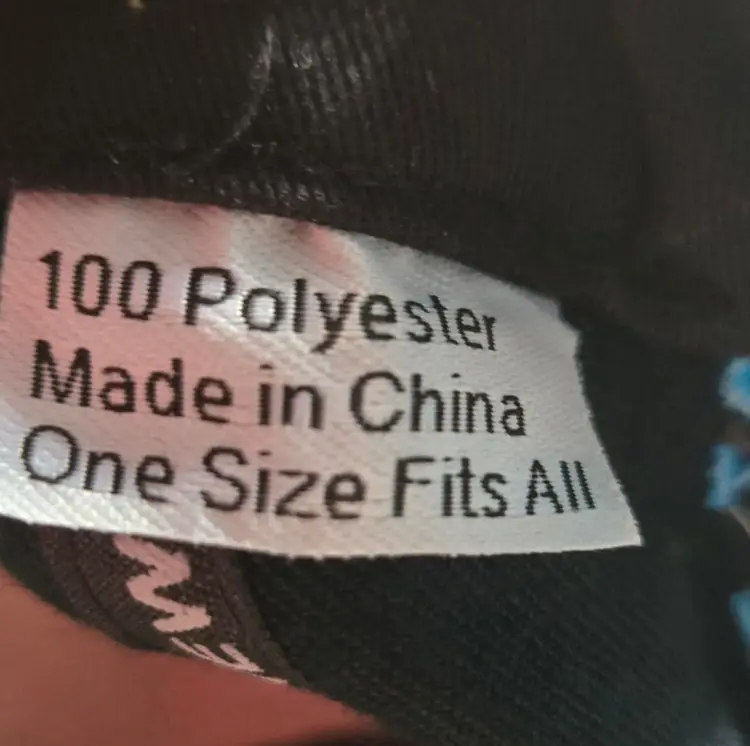 100 Polyester
Made in China
One Size Fits All